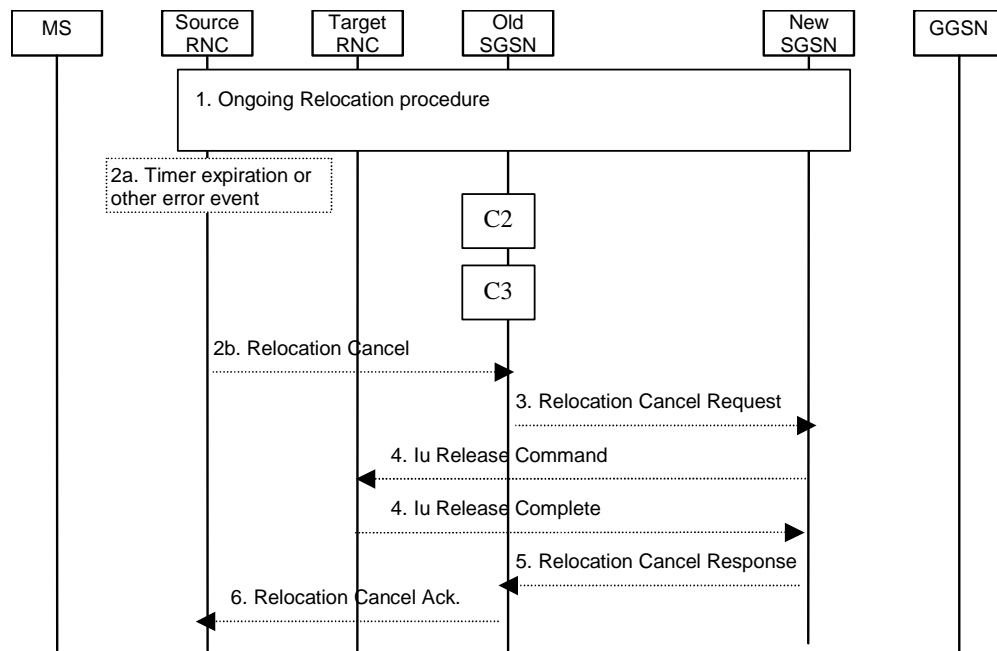 MS
Source
RNC
Target
RNC
Old
SGSN
New
SGSN
GGSN
1. Ongoing Relocation procedure
2a. Timer expiration or
other error event
C2
C3
2b. Relocation Cancel
3. Relocation Cancel Request
4. Iu Release Command
4. Iu Release Complete
5. Relocation Cancel Response
6. Relocation Cancel Ack.